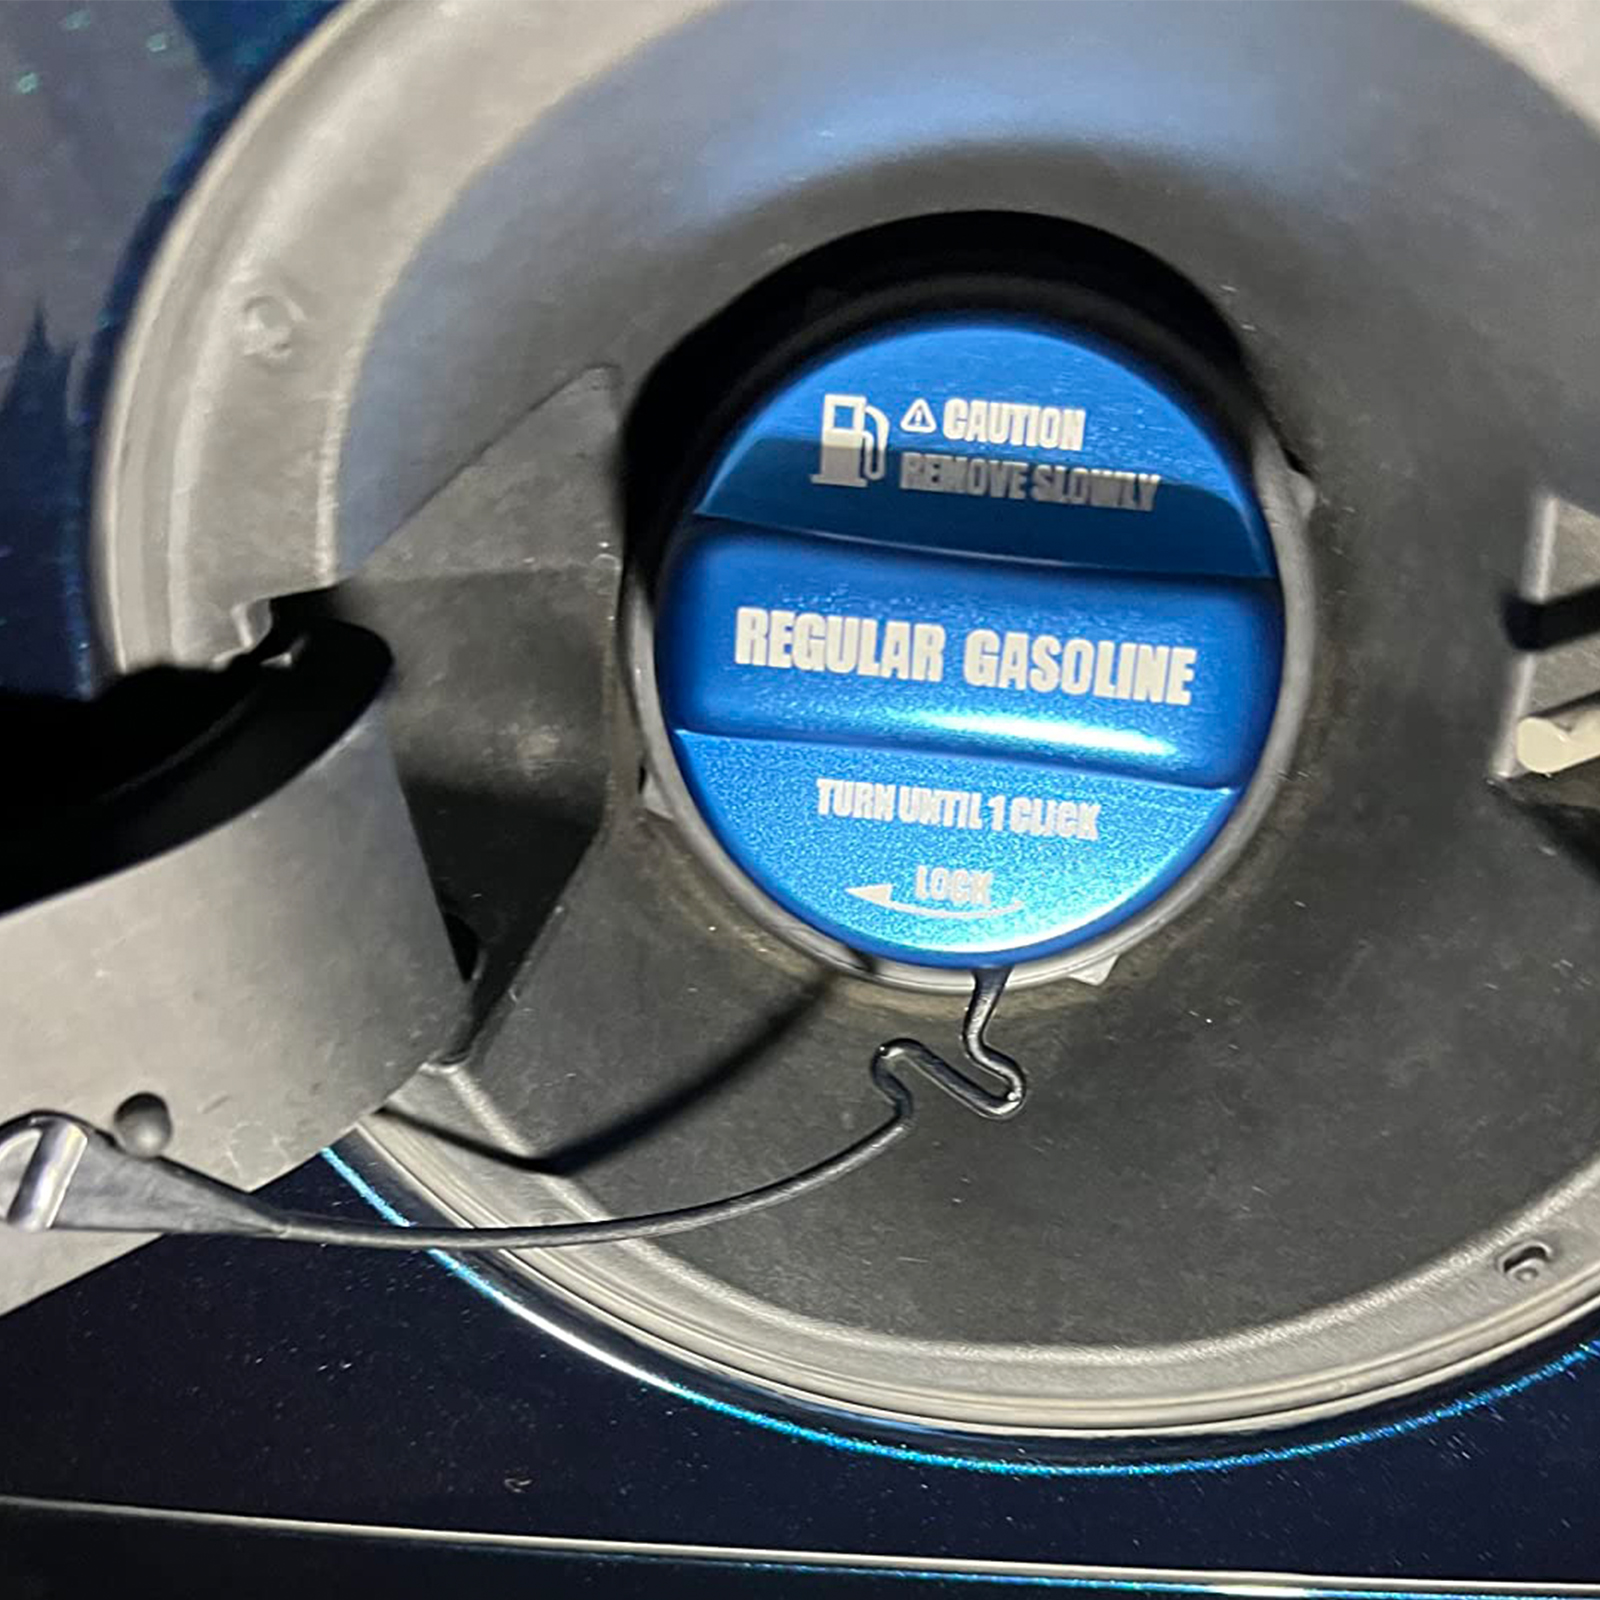 CAUTION
REMOVE SLOWLY
REGULAR GASOLINE
TURN UNTIL 1 CLICK
LOCK